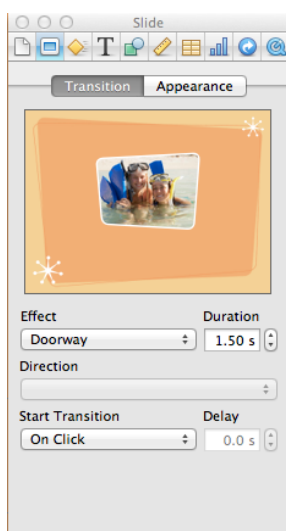 Slide
T
Transition Appearance
Effect Duration
Doorway 1.50 s
Direction
Start Transition Delay
On Click 0.0 s